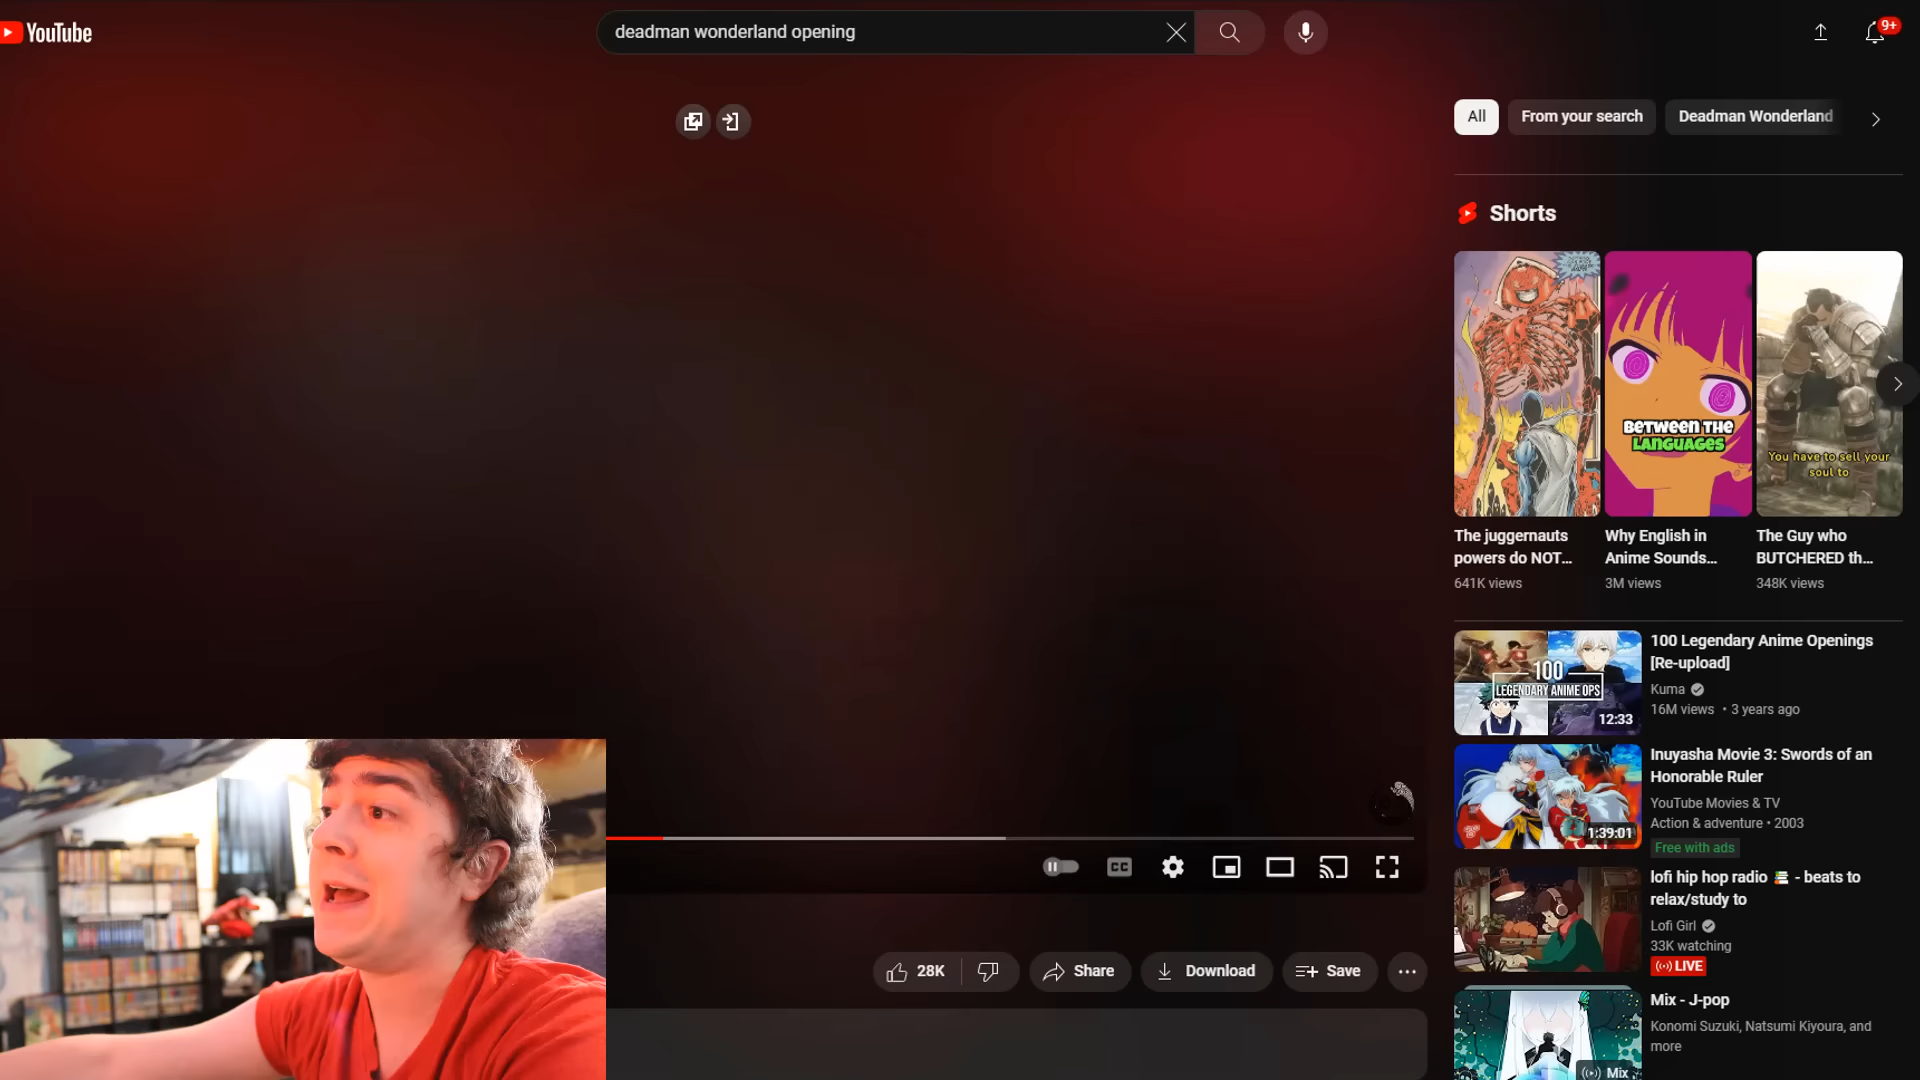 YouTube
deadman wonderland opening
9+
All
From your search
Deadman Wonderland
Shorts
BETWEEN THE
LANGUAGES
You have to sell your
soul to
The juggernauts
powers do NOT...
641K views
Why English in
Anime Sounds...
3M views
The Guy who
BUTCHERED th...
348K views
100
LEGENDARY ANIME OPS
12:33
100 Legendary Anime Openings
[Re-upload]
Kuma
16M views • 3 years ago
1:39:01
Inuyasha Movie 3: Swords of an
Honorable Ruler
YouTube Movies & TV
Action & adventure • 2003
Free with ads
lofi hip hop radio 📚 - beats to
relax/study to
Lofi Girl
33K watching
LIVE
Mix
Mix - J-pop
Konomi Suzuki, Natsumi Kiyoura, and
more
CC
28K
Share
Download
Save